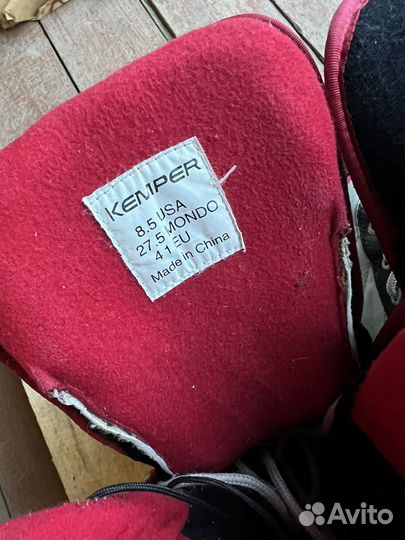 KEMPER
8.5 USA
27.5 MONDO
41 EU
Made in China
Avito